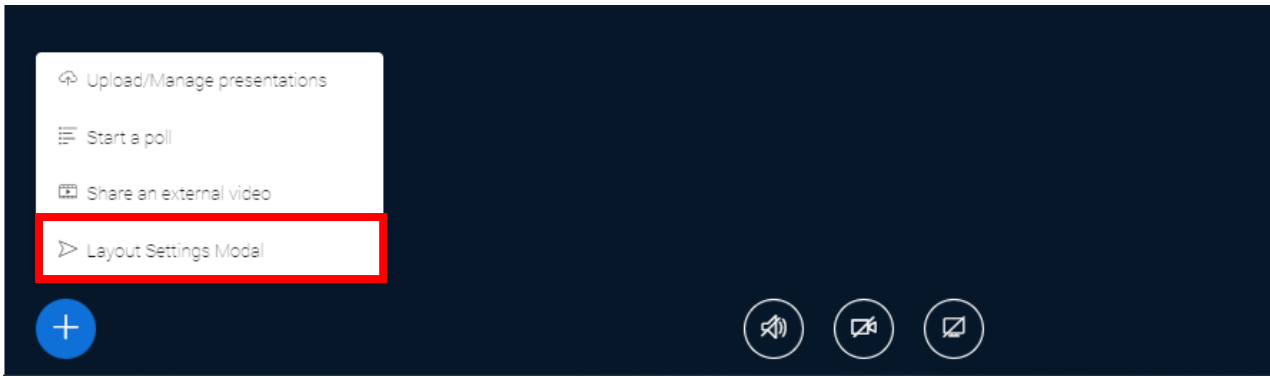 Upload/Manage presentations
Start a poll
Share an external video
Layout Settings Modal